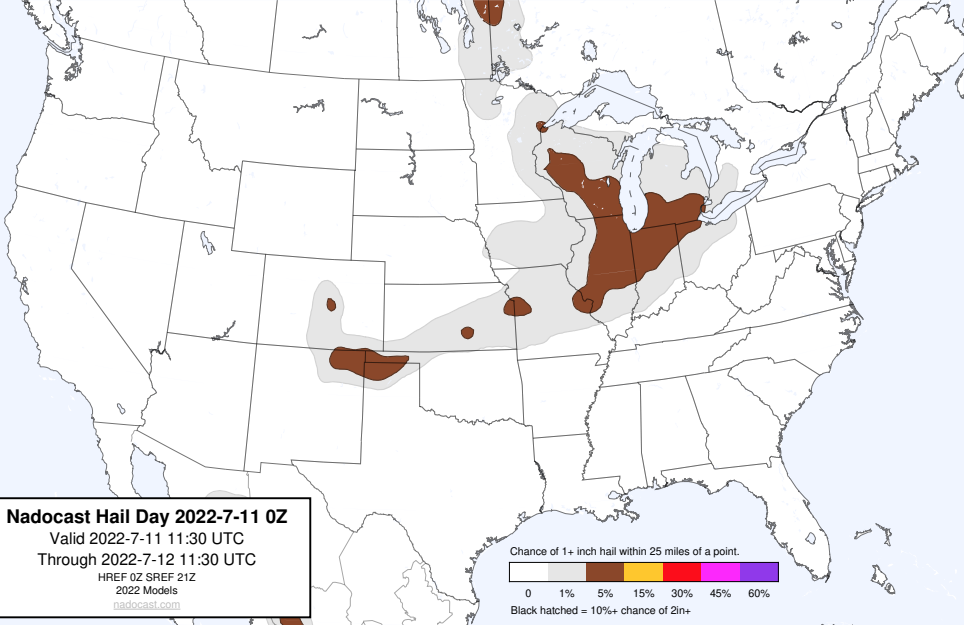 Nadocast Hail Day 2022-7-11 0Z
Valid 2022-7-11 11:30 UTC
Through 2022-7-12 11:30 UTC
HREF 0Z SREF 21Z
2022 Models
nadocast.com
Chance of 1+ inch hail within 25 miles of a point.
0 1% 5% 15% 30% 45% 60%
Black hatched = 10%+ chance of 2in+